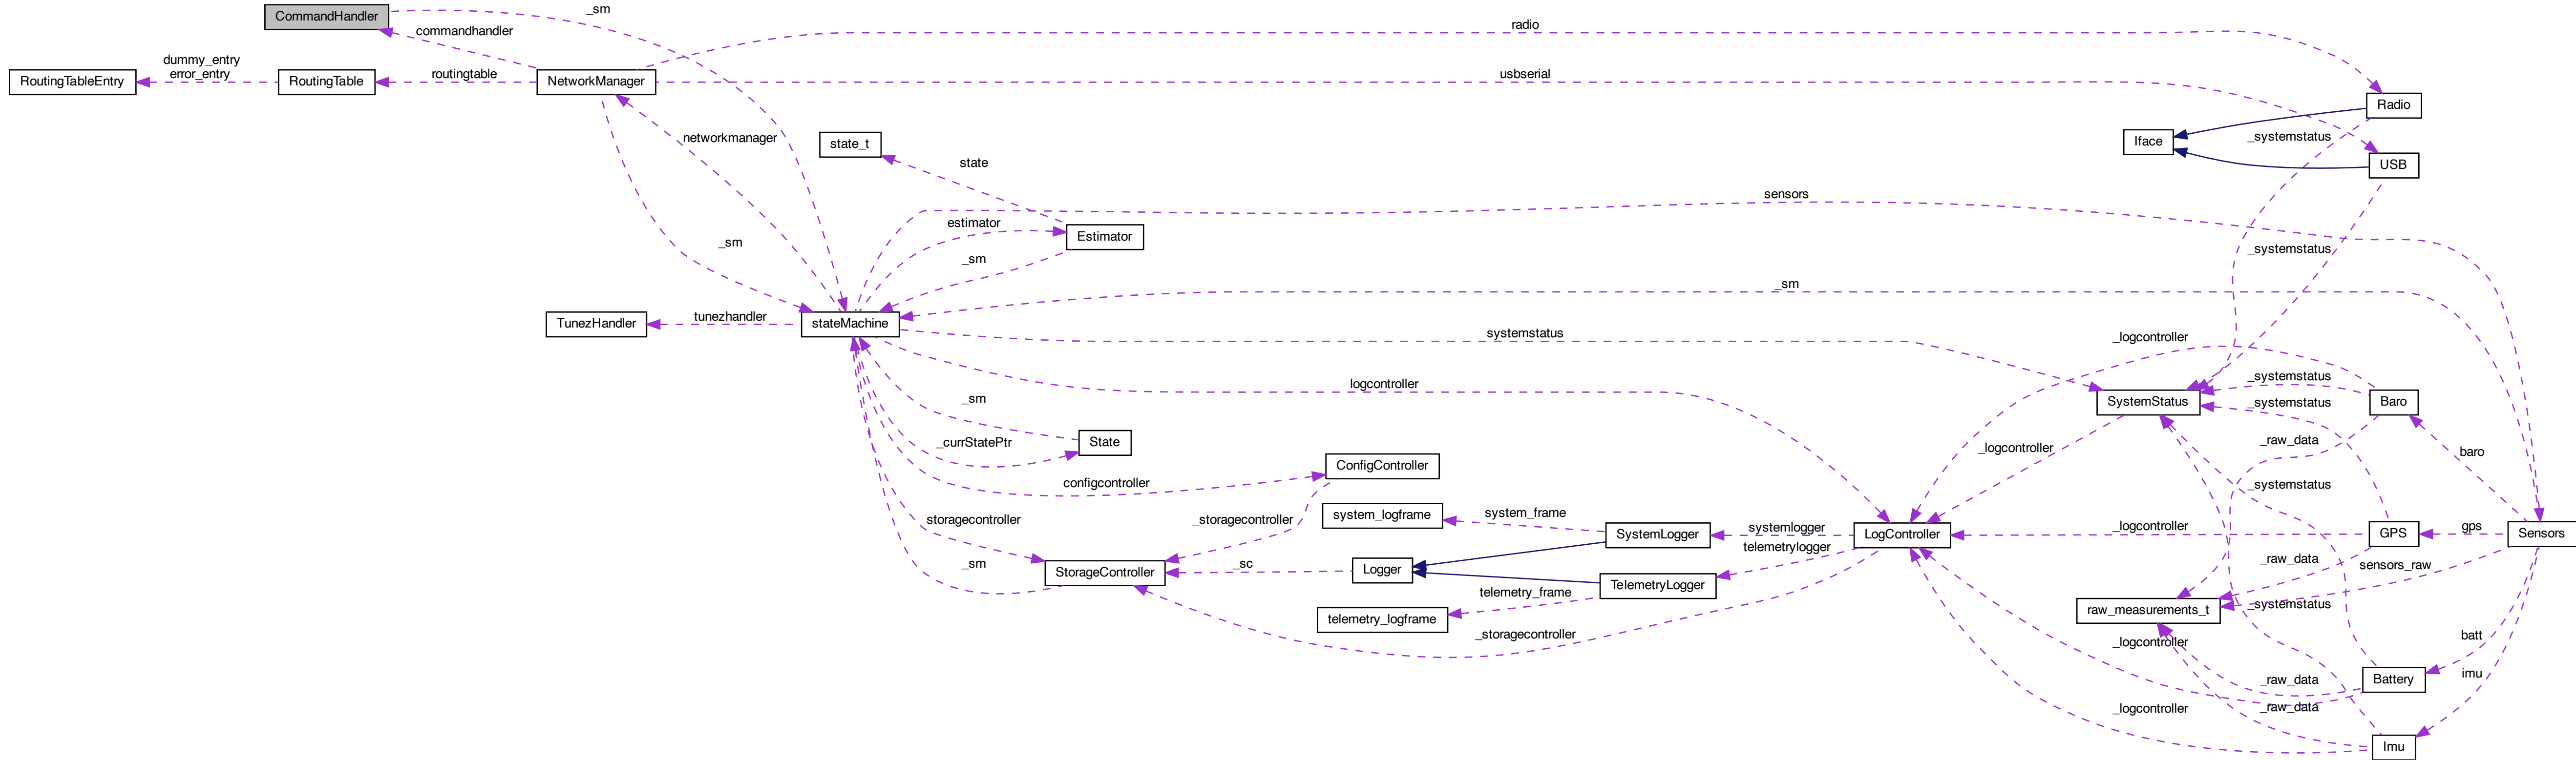 CommandHandler
_sm
commandhandler
radio
dummy_entry
error_entry
RoutingTableEntry
RoutingTable
routingtable
NetworkManager
usbserial
Radio
networkmanager
state_t
state
Iface
_systemstatus
USB
sensors
estimator
Estimator
_sm
_sm
_systemstatus
_sm
TunezHandler
tunezhandler
stateMachine
systemstatus
_logcontroller
logcontroller
_systemstatus
SystemStatus
_systemstatus
Baro
_sm
_currStatePtr
State
_logcontroller
_raw_data
baro
ConfigController
configcontroller
_systemstatus
storagecontroller
_storagecontroller
system_logframe
system_frame
SystemLogger
systemlogger
LogController
_logcontroller
GPS
gps
Sensors
telemetrylogger
_sm
StorageController
_sc
Logger
TelemetryLogger
_raw_data
sensors_raw
telemetry_frame
telemetry_logframe
raw_measurements_t
_systemstatus
_storagecontroller
_logcontroller
batt
_raw_data
Battery
imu
_logcontroller
_raw_data
Imu